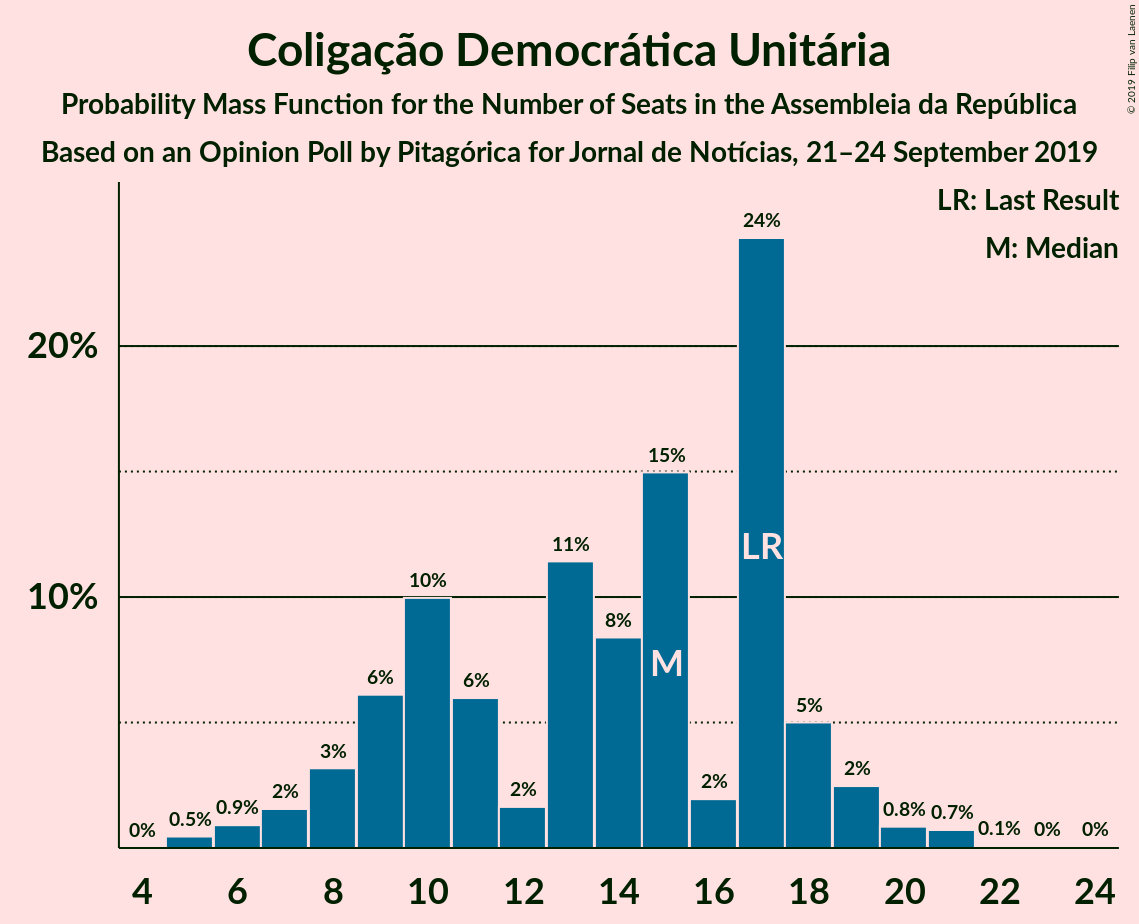 Coligação Democrática Unitária
Probability Mass Function for the Number of Seats in the Assembleia da República
Based on an Opinion Poll by Pitagórica for Jornal de Notícias, 21–24 September 2019
© 2019 Filip van Laenen
LR: Last Result
M: Median
20%
10%
0%
0.5%
0.9%
2%
3%
6%
10%
6%
2%
11%
8%
15%
2%
24%
5%
2%
0.8%
0.7%
0.1%
0%
0%
M
LR
4 6 8 10 12 14 16 18 20 22 24